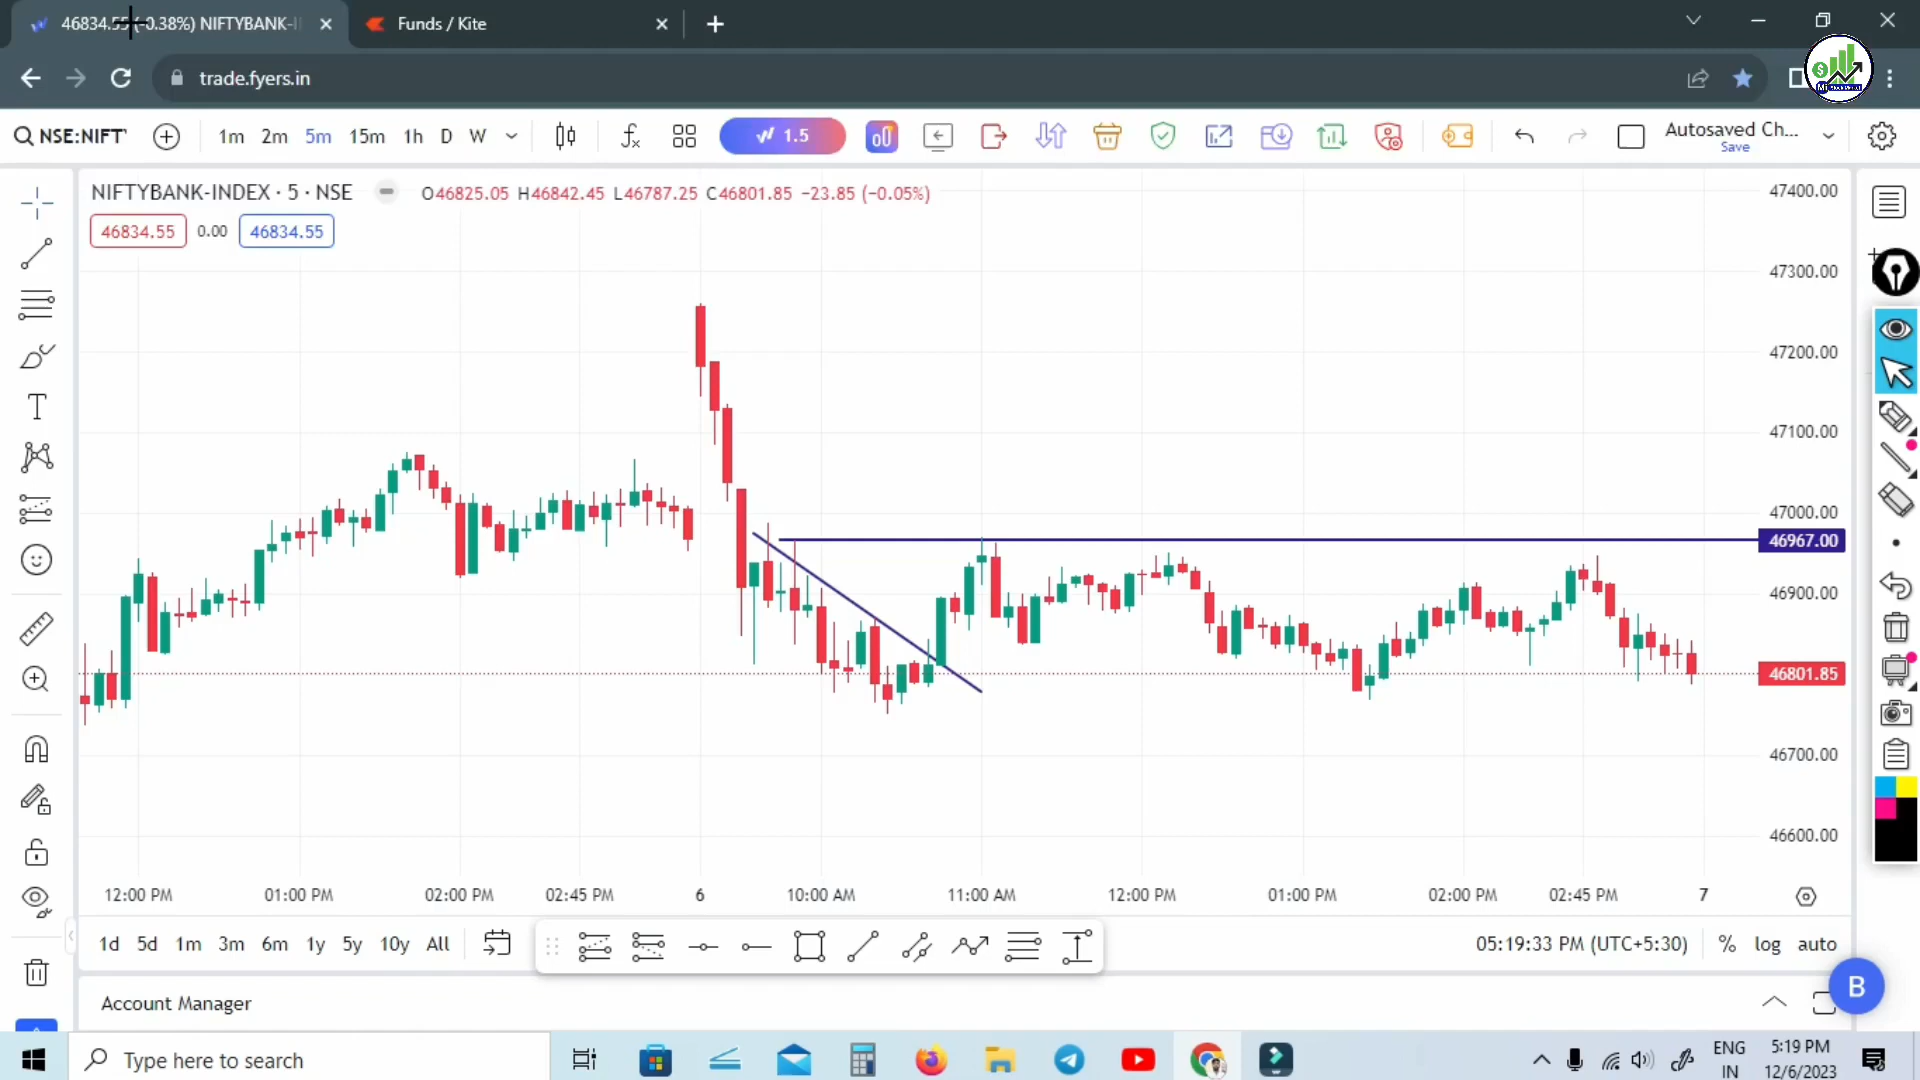 46834.55 (-0.38%) NIFTYBANK-I
Funds / Kite
trade.fyers.in
NSE:NIFT
1m 2m 5m 15m 1h D W
1.5
Autosaved Ch...
Save
NIFTYBANK-INDEX · 5 · NSE
O46825.05 H46842.45 L46787.25 C46801.85 −23.85 (−0.05%)
46834.55 0.00 46834.55
47400.00
47300.00
47200.00
47100.00
47000.00
46967.00
46900.00
46801.85
46700.00
46600.00
12:00 PM 01:00 PM 02:00 PM 02:45 PM 6 10:00 AM 11:00 AM 12:00 PM 01:00 PM 02:00 PM 02:45 PM 7
1d 5d 1m 3m 6m 1y 5y 10y All
05:19:33 PM (UTC+5:30) % log auto
B
Account Manager
Type here to search
ENG
IN
5:19 PM
12/6/2023